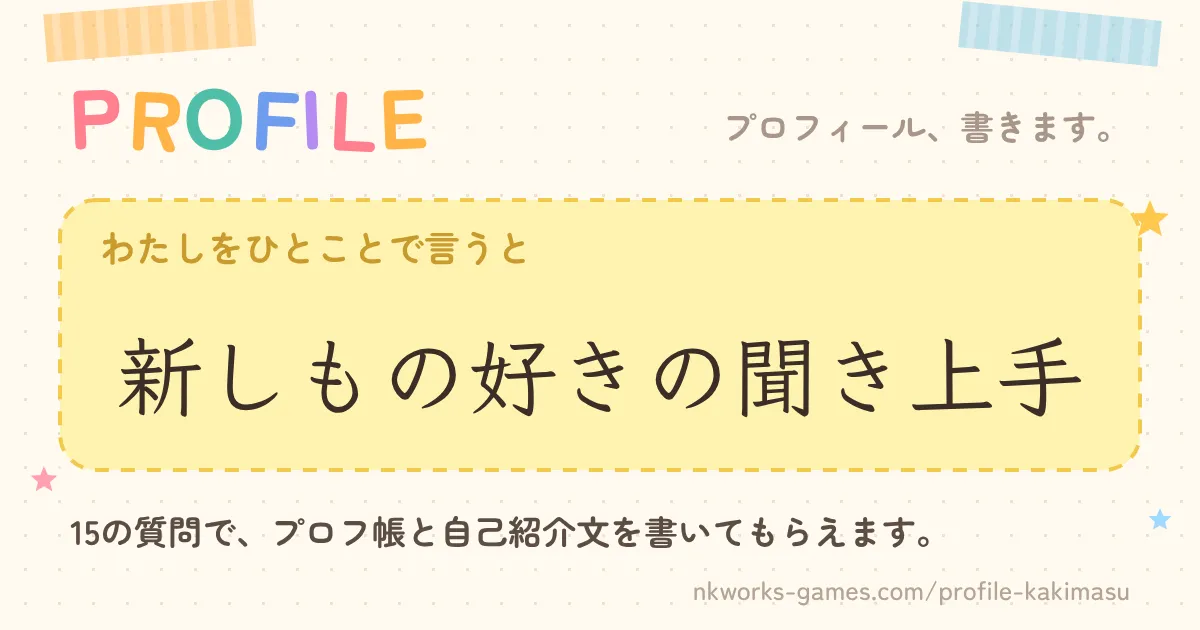 PROFILE
プロフィール、書きます。
わたしをひとことで言うと
新しもの好きの聞き上手
15の質問で、プロフ帳と自己紹介文を書いてもらえます。
nkworks-games.com/profile-kakimasu